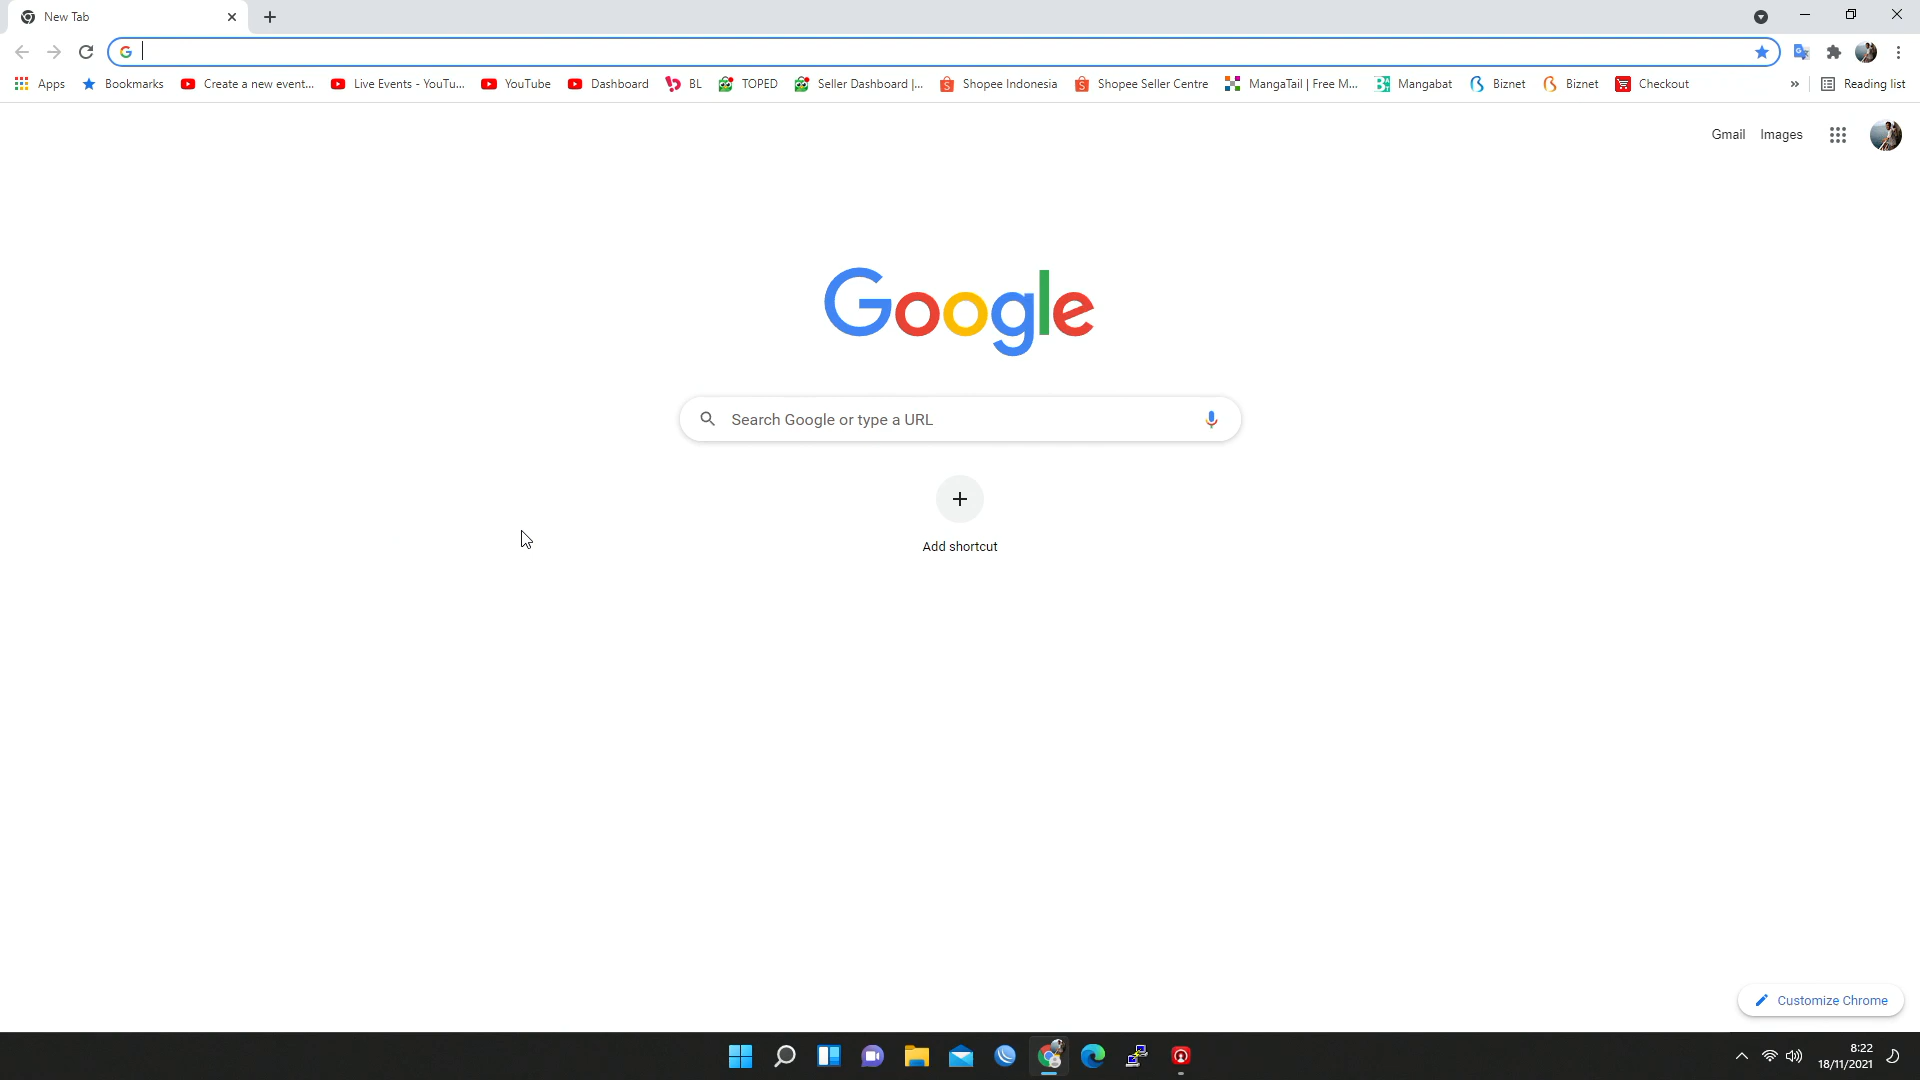 New Tab
Apps
Bookmarks
Create a new event...
Live Events - YouTu...
YouTube
Dashboard
BL
TOPED
Seller Dashboard |...
Shopee Indonesia
Shopee Seller Centre
MangaTail | Free M...
Mangabat
Biznet
Biznet
Checkout
»
Reading list
Gmail
Images
Google
Search Google or type a URL
Add shortcut
Customize Chrome
8:22
18/11/2021